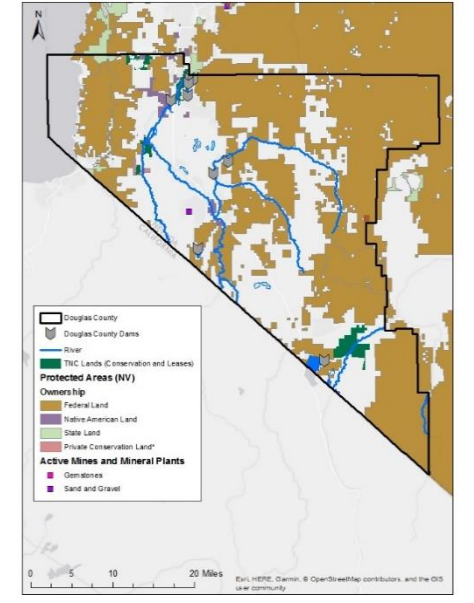 N
CALIFORNIA
Douglas County
Douglas County Dams
River
TNC Lands (Conservation and Leases)
Protected Areas (NV)
Ownership
Federal Land
Native American Land
State Land
Private Conservation Land*
Active Mines and Mineral Plants
Gemstones
Sand and Gravel
0 5 10 20 Miles
Esri, HERE, Garmin, © OpenStreetMap contributors, and the GIS
user community